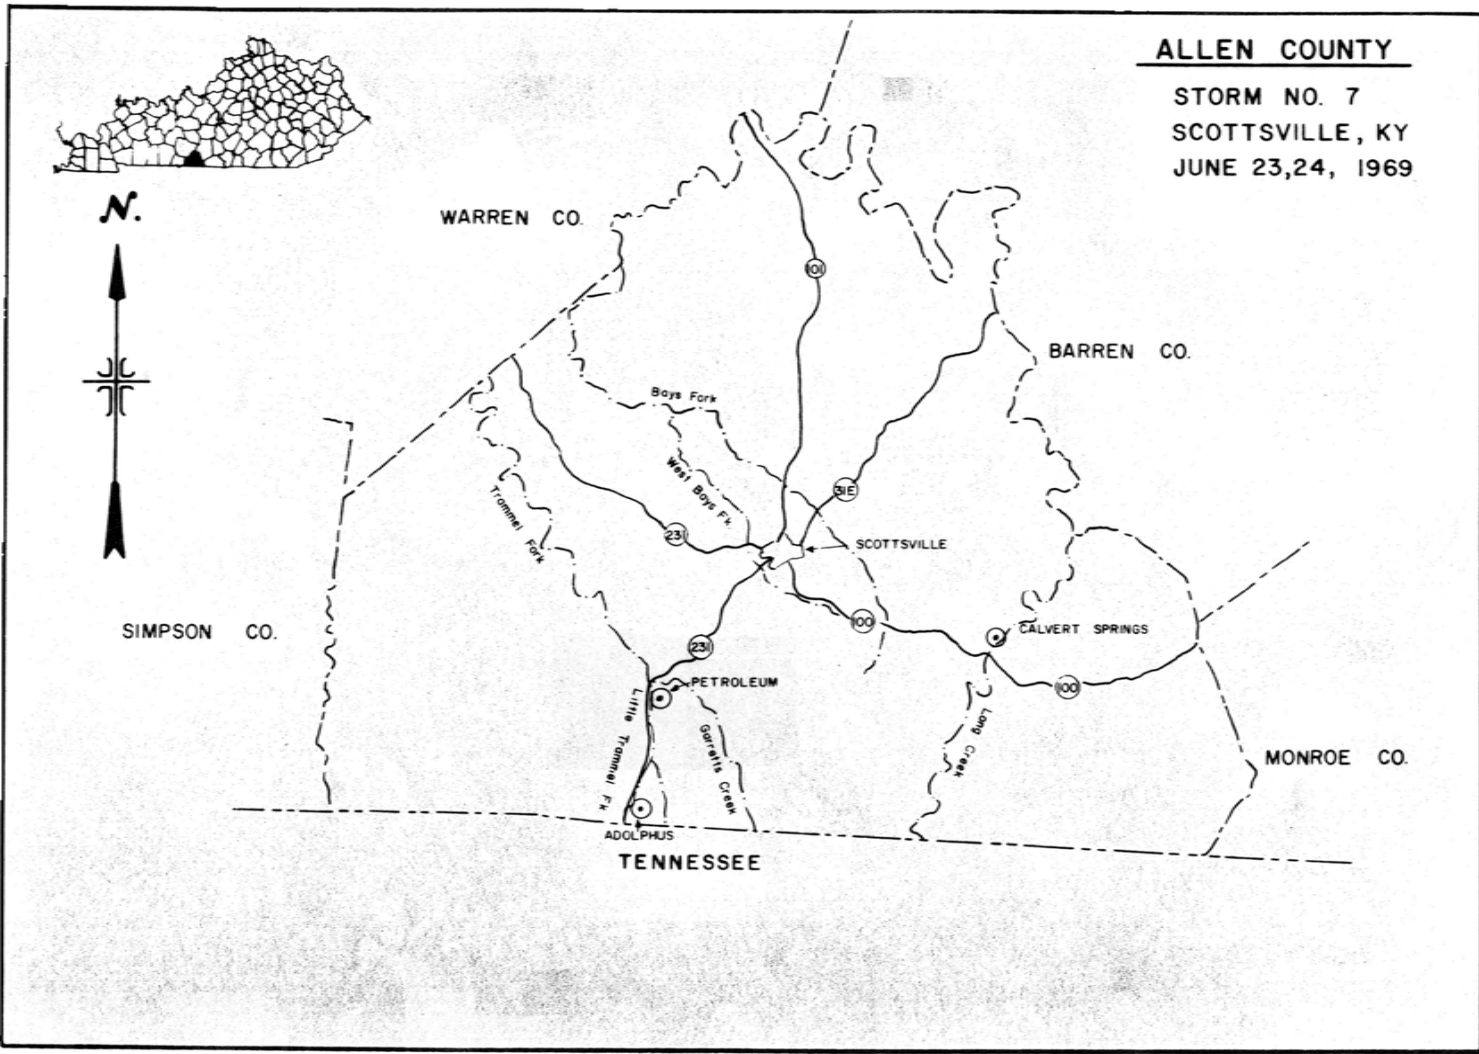 ALLEN COUNTY
STORM NO. 7
SCOTTSVILLE, KY
JUNE 23,24, 1969
N.
WARREN CO.
101
BARREN CO.
Bays Fork
West Bays Fk.
Trammel Fork
31E
231
SCOTTSVILLE
SIMPSON CO.
100
CALVERT SPRINGS
231
PETROLEUM
100
Little Trammel Fk
Garretts Creek
Long Creek
MONROE CO.
ADOLPHUS
TENNESSEE